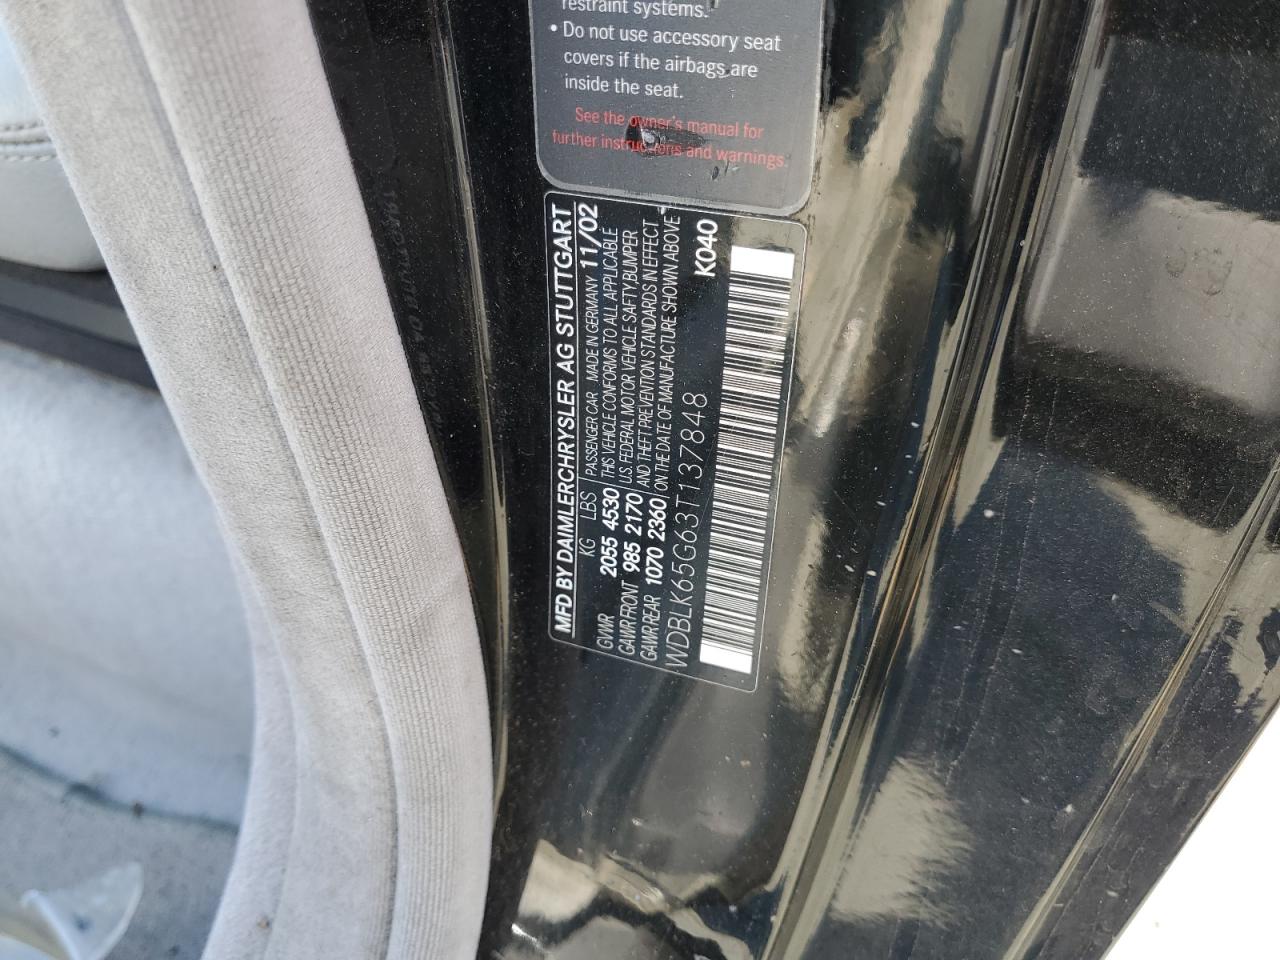 restraint systems.
• Do not use accessory seat
covers if the airbags are
inside the seat.
See the owner's manual for
further instructions and warnings.
MFD BY DAIMLERCHRYSLER AG STUTTGART
KG LBS PASSENGER CAR MADE IN GERMANY 11/02
GVWR 2055 4530 THIS VEHICLE CONFORMS TO ALL APPLICABLE
GAWR FRONT 985 2170 U.S. FEDERAL MOTOR VEHICLE SAFTY,BUMPER
GAWR REAR 1070 2360 AND THEFT PREVENTION STANDARDS IN EFFECT
ON THE DATE OF MANUFACTURE SHOWN ABOVE
WDBLK65G63T137848 K040